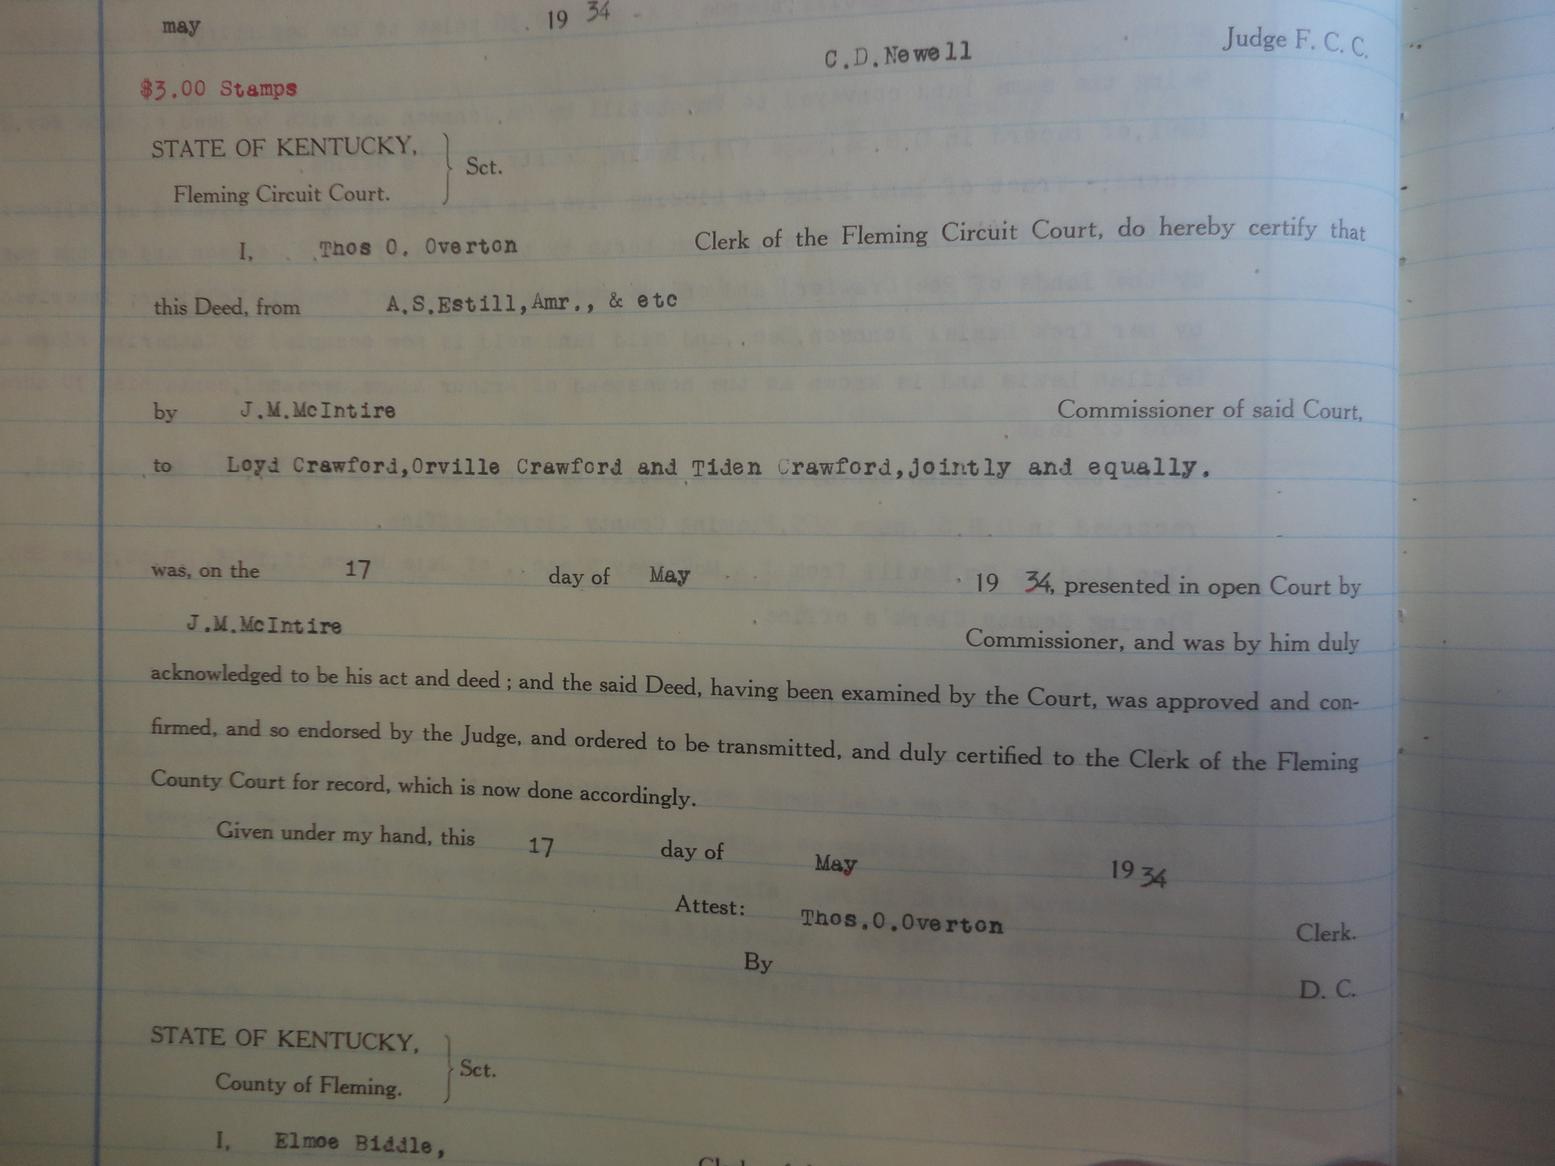 may 19 34
C.D.Newell Judge F. C. C.
$3.00 Stamps
STATE OF KENTUCKY,
Sct.
Fleming Circuit Court.
I, Thos O. Overton Clerk of the Fleming Circuit Court, do hereby certify that
this Deed, from A.S.Estill,Amr., & etc
by J.M.McIntire Commissioner of said Court,
to Loyd Crawford,Orville Crawford and Tiden Crawford,jointly and equally.
was, on the 17 day of May 19 34, presented in open Court by
J.M.McIntire Commissioner, and was by him duly
acknowledged to be his act and deed ; and the said Deed, having been examined by the Court, was approved and con-
firmed, and so endorsed by the Judge, and ordered to be transmitted, and duly certified to the Clerk of the Fleming
County Court for record, which is now done accordingly.
Given under my hand, this 17 day of May 19 34
Attest: Thos.O.Overton Clerk.
By D. C.
STATE OF KENTUCKY,
Sct.
County of Fleming.
I, Elmoe Biddle,